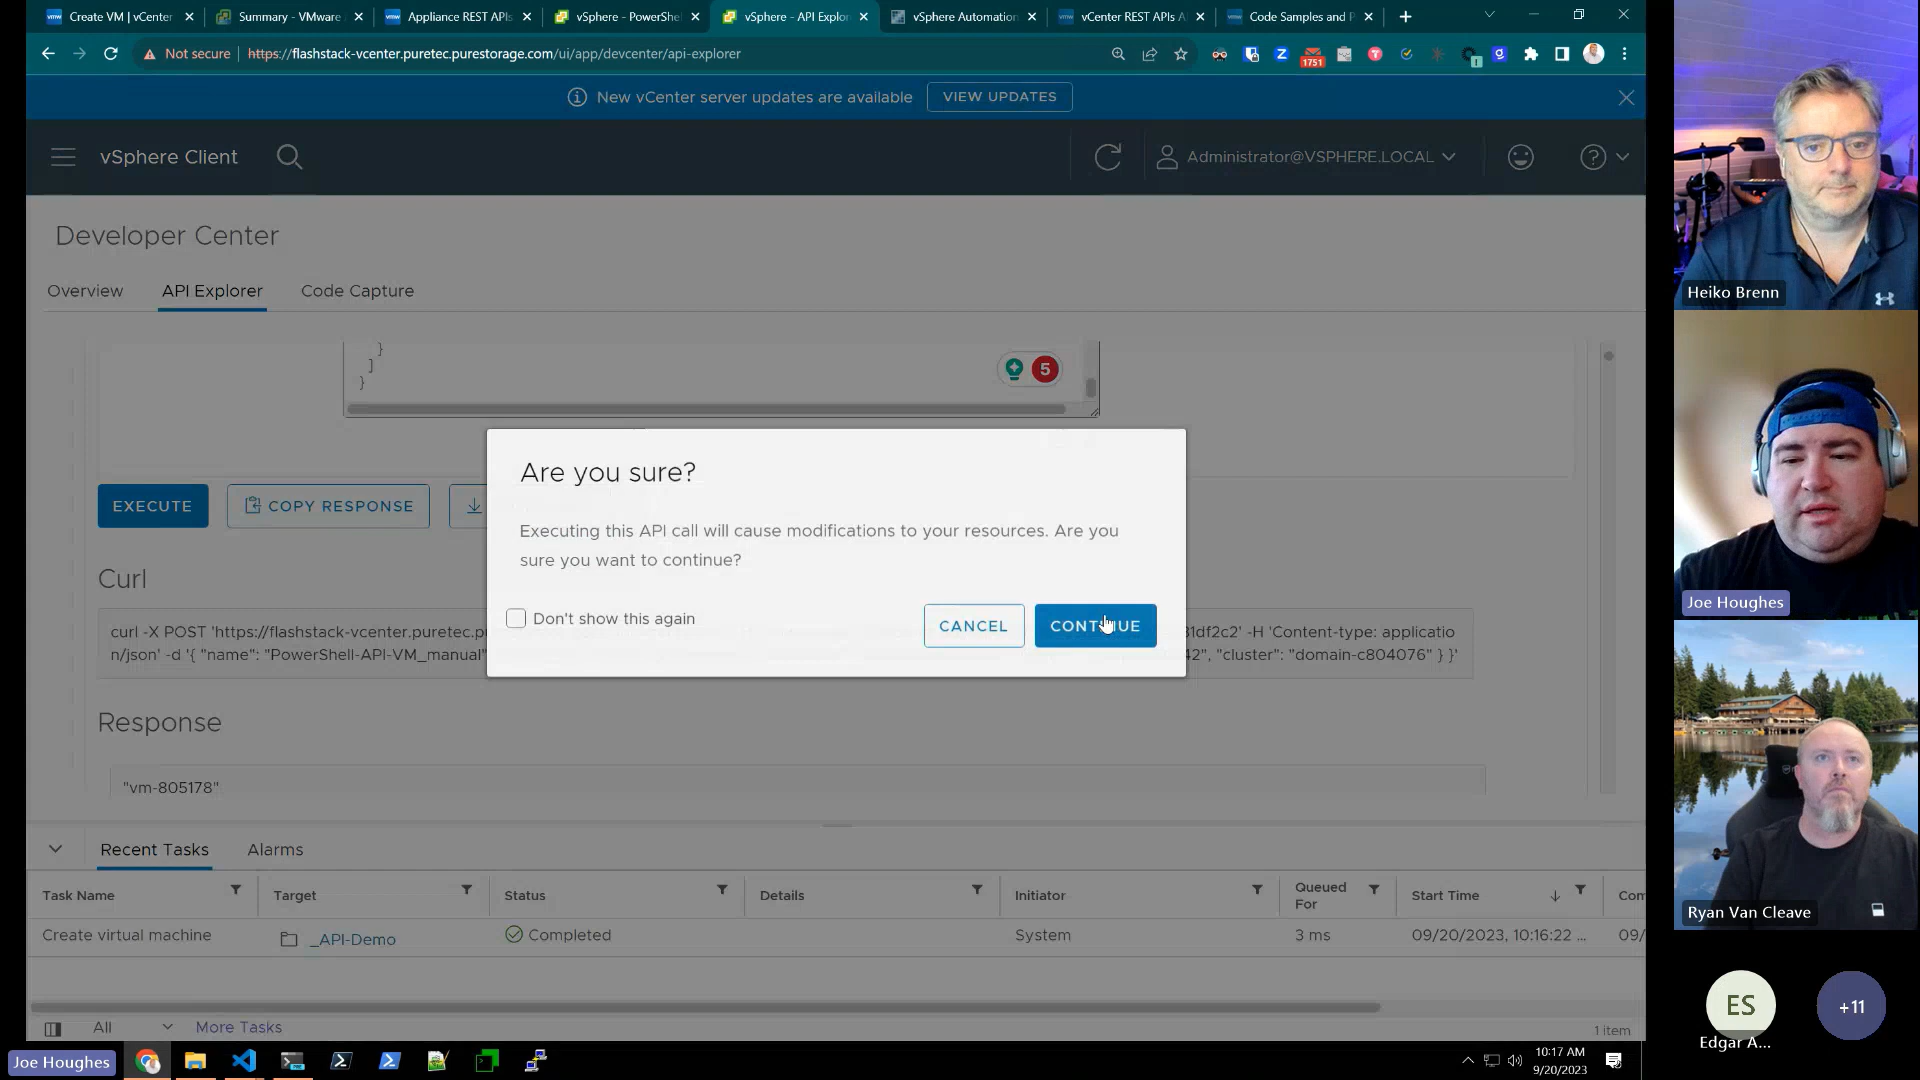 Create VM | vCenter
Summary - VMware
Appliance REST APIs
vSphere - PowerShe
vSphere - API Explor
vSphere Automation
vCenter REST APIs A
Code Samples and P
Not secure
https://flashstack-vcenter.puretec.purestorage.com/ui/app/devcenter/api-explorer
1751
New vCenter server updates are available
VIEW UPDATES
vSphere Client
Administrator@VSPHERE.LOCAL
Developer Center
Overview
API Explorer
Code Capture
}
]
}
5
Are you sure?
Executing this API call will cause modifications to your resources. Are you
sure you want to continue?
Don't show this again
CANCEL
CONTINUE
EXECUTE
COPY RESPONSE
Curl
curl -X POST 'https://flashstack-vcenter.puretec.p
31df2c2' -H 'Content-type: applicatio
n/json' -d '{ "name": "PowerShell-API-VM_manual"
42", "cluster": "domain-c804076" } }'
Response
"vm-805178"
Recent Tasks
Alarms
Task Name
Target
Status
Details
Initiator
Queued
For
Start Time
Com
Create virtual machine
_API-Demo
Completed
System
3 ms
09/20/2023, 10:16:22 ...
09/
All
More Tasks
1 item
Joe Houghes
10:17 AM
9/20/2023
Heiko Brenn
Joe Houghes
Ryan Van Cleave
ES
Edgar A...
+11